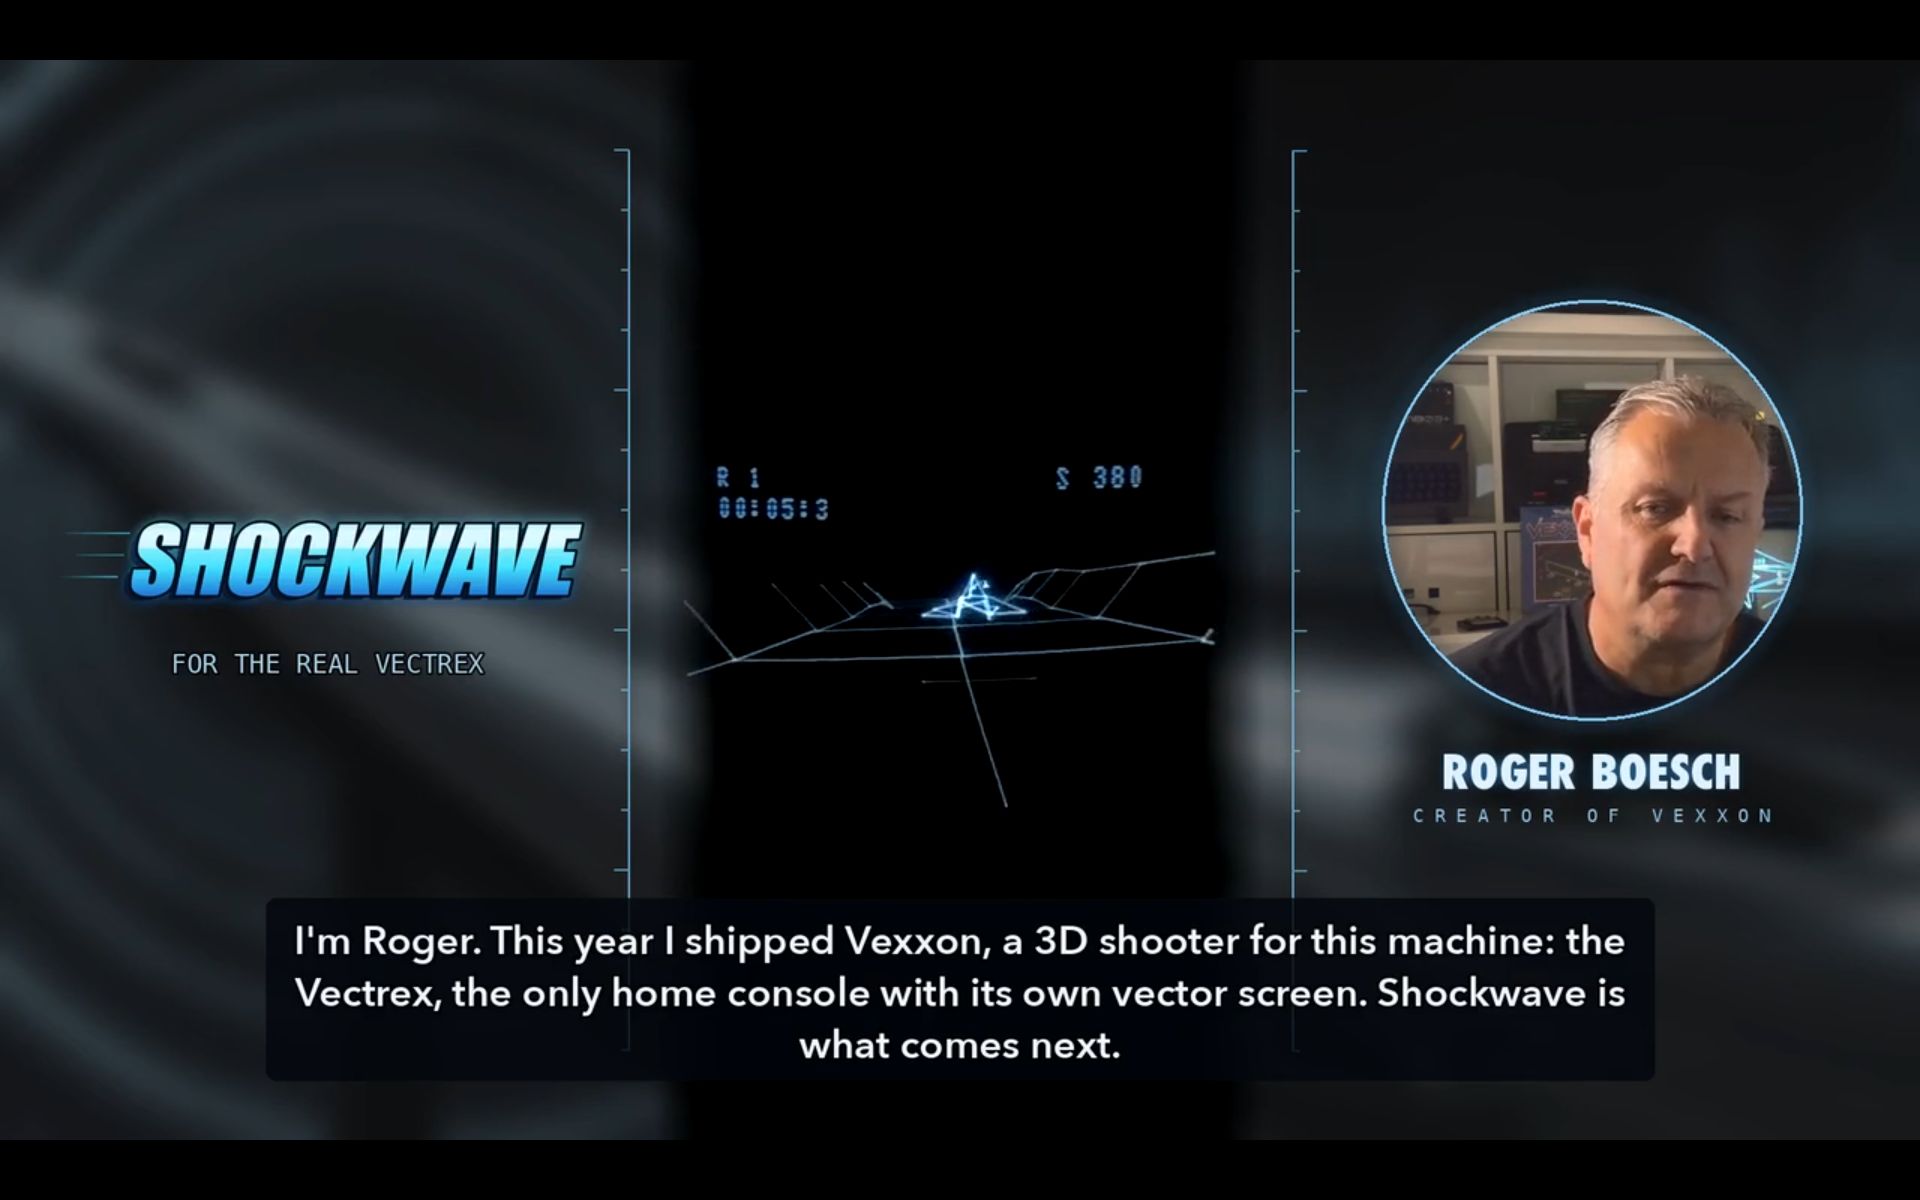 R 1
S 380
00:05:3
SHOCKWAVE
FOR THE REAL VECTREX
ROGER BOESCH
CREATOR OF VEXXON
I'm Roger. This year I shipped Vexxon, a 3D shooter for this machine: the
Vectrex, the only home console with its own vector screen. Shockwave is
what comes next.